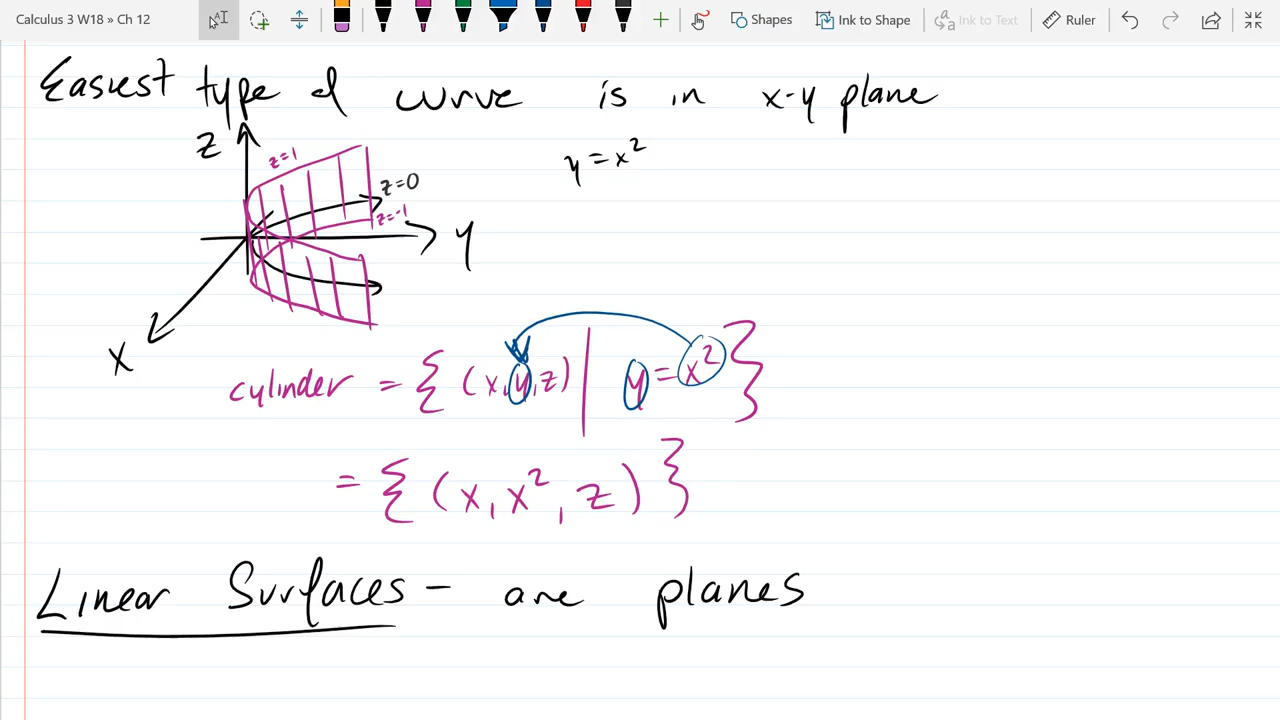 Calculus 3 W18 » Ch 12
Shapes Ink to Shape Ink to Text Ruler
Easiest type of curve is in x-y plane
y = x²
z
z=1
z=0
z=-1
y
x
cylinder = { (x, y, z) | y = x² }
= { (x, x², z) }
Linear Surfaces - are planes